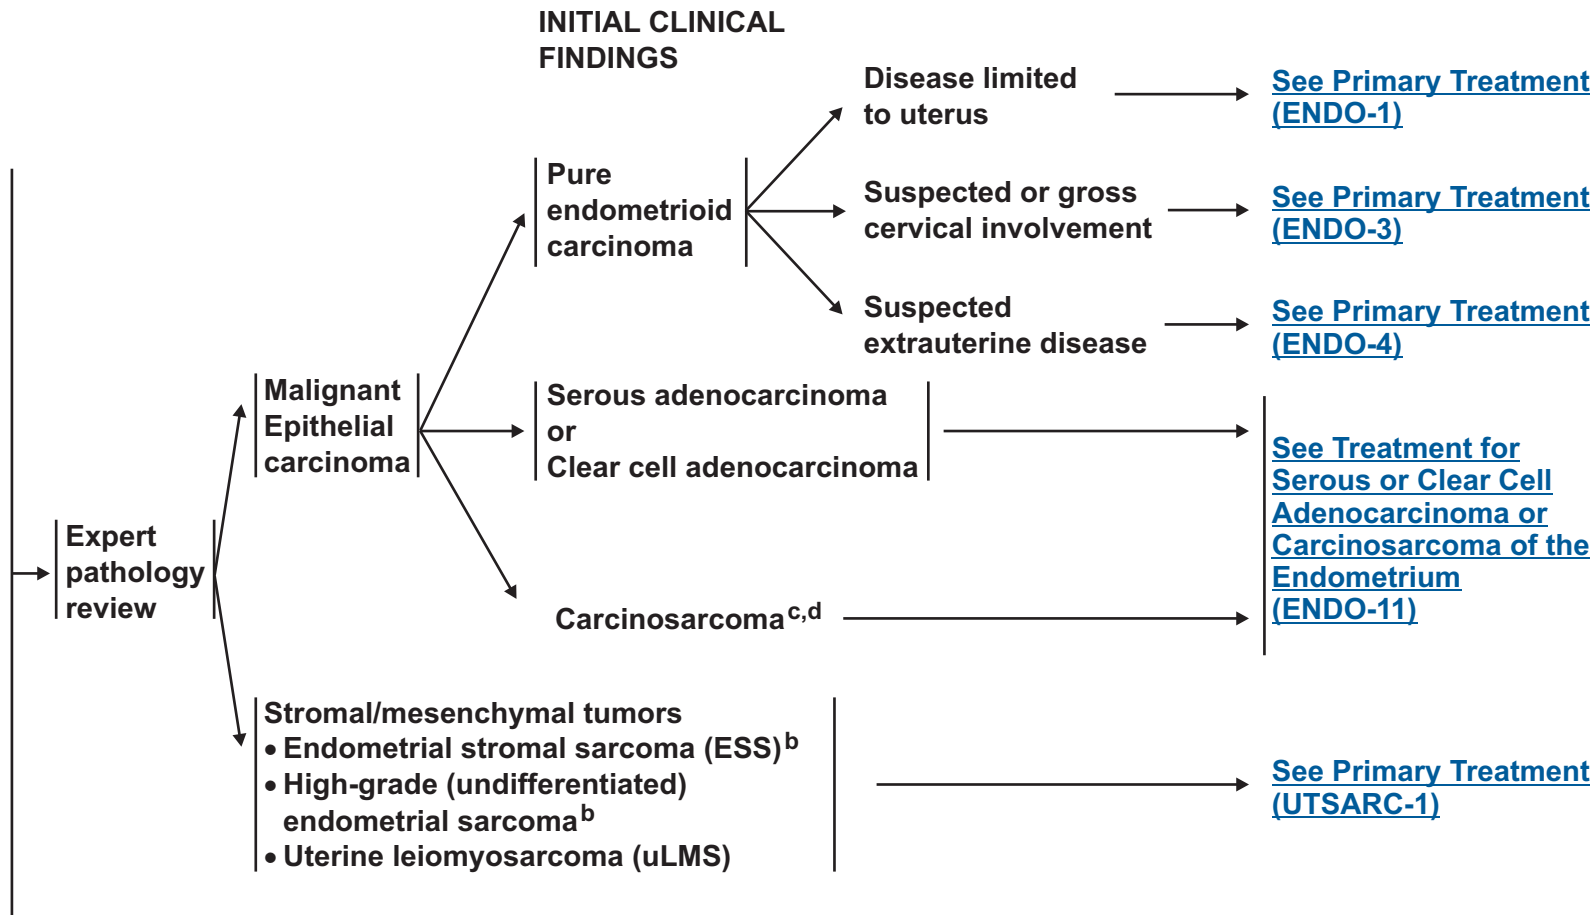 INITIAL CLINICAL
FINDINGS
Disease limited
to uterus
See Primary Treatment
(ENDO-1)
Pure
endometrioid
carcinoma
Suspected or gross
cervical involvement
See Primary Treatment
(ENDO-3)
Suspected
extrauterine disease
See Primary Treatment
(ENDO-4)
Malignant
Epithelial
carcinoma
Serous adenocarcinoma
or
Clear cell adenocarcinoma
See Treatment for
Serous or Clear Cell
Adenocarcinoma or
Carcinosarcoma of the
Endometrium
(ENDO-11)
Expert
pathology
review
Carcinosarcoma c,d
Stromal/mesenchymal tumors
• Endometrial stromal sarcoma (ESS) b
• High-grade (undifferentiated)
endometrial sarcoma b
• Uterine leiomyosarcoma (uLMS)
See Primary Treatment
(UTSARC-1)